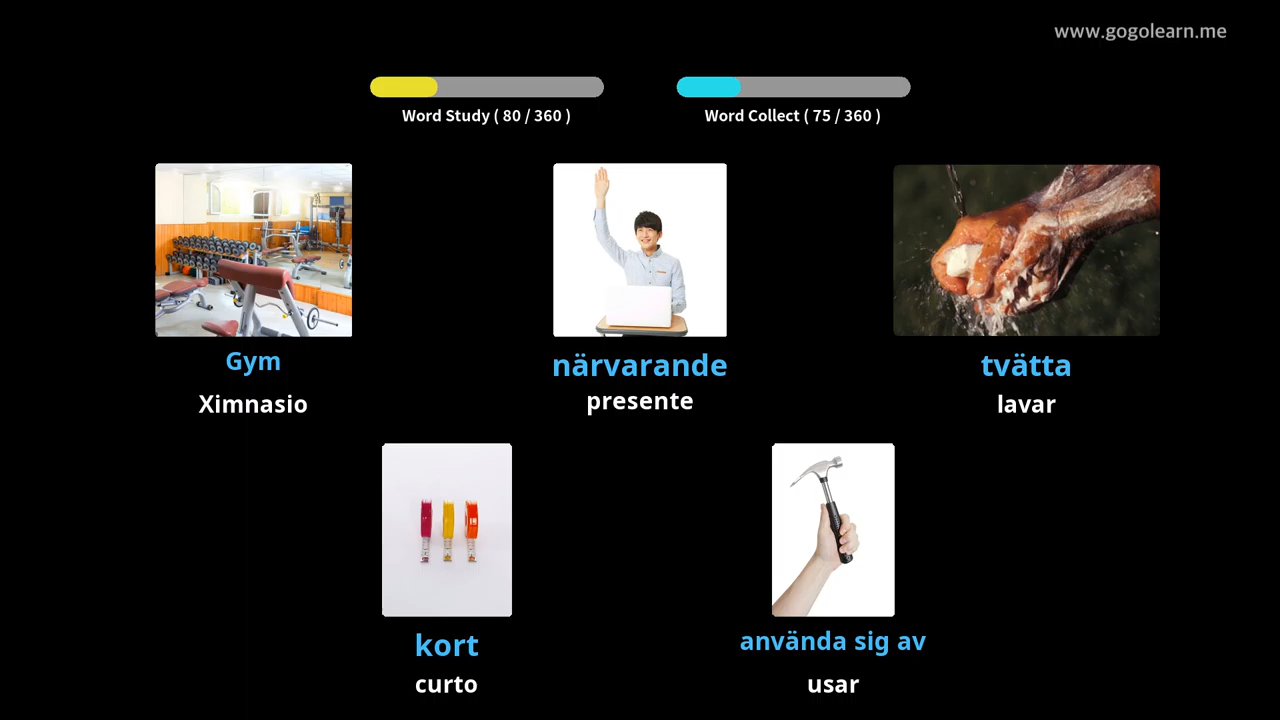 www.gogolearn.me
Word Study ( 80 / 360 )
Word Collect ( 75 / 360 )
Gym
Ximnasio
närvarande
presente
tvätta
lavar
kort
curto
använda sig av
usar